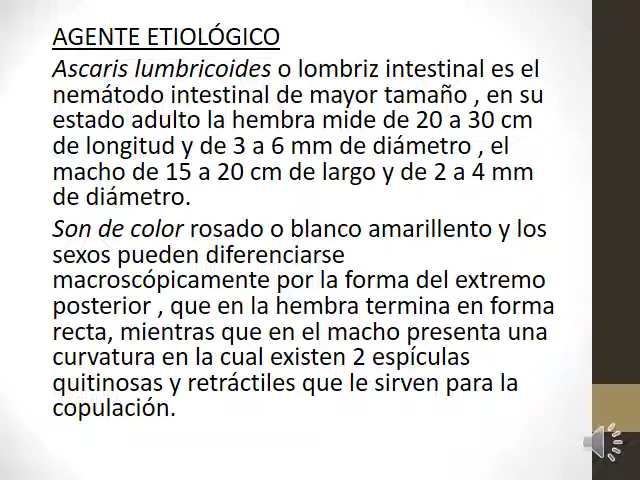 AGENTE ETIOLÓGICO
Ascaris lumbricoides o lombriz intestinal es el
nemátodo intestinal de mayor tamaño , en su
estado adulto la hembra mide de 20 a 30 cm
de longitud y de 3 a 6 mm de diámetro , el
macho de 15 a 20 cm de largo y de 2 a 4 mm
de diámetro.
Son de color rosado o blanco amarillento y los
sexos pueden diferenciarse
macroscópicamente por la forma del extremo
posterior , que en la hembra termina en forma
recta, mientras que en el macho presenta una
curvatura en la cual existen 2 espículas
quitinosas y retráctiles que le sirven para la
copulación.